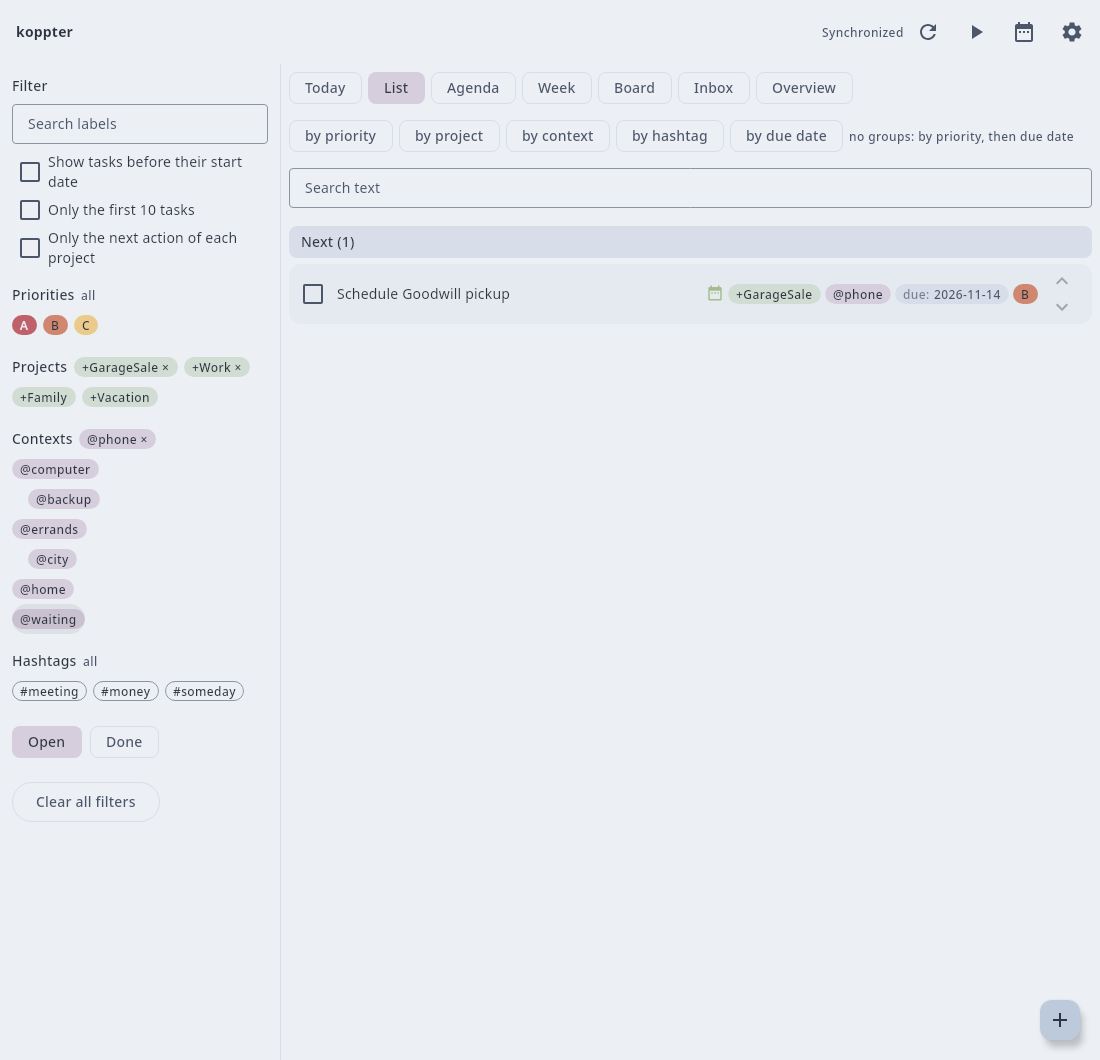 koppter
Synchronized
Filter
Search labels
Show tasks before their start
date
Only the first 10 tasks
Only the next action of each
project
Priorities all
A B C
Projects +GarageSale × +Work ×
+Family +Vacation
Contexts @phone ×
@computer
@backup
@errands
@city
@home
@waiting
Hashtags all
#meeting #money #someday
Open Done
Clear all filters
Today List Agenda Week Board Inbox Overview
by priority by project by context by hashtag by due date no groups: by priority, then due date
Search text
Next (1)
Schedule Goodwill pickup +GarageSale @phone due: 2026-11-14 B